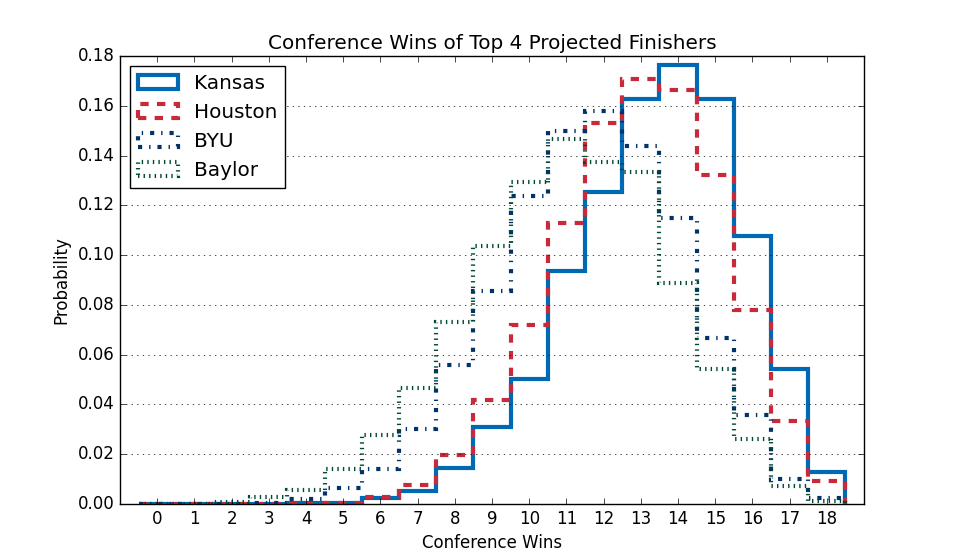 Conference Wins of Top 4 Projected Finishers
Kansas
Houston
BYU
Baylor
0.18
0.16
0.14
0.12
0.10
0.08
0.06
0.04
0.02
0.00
Probability
0 1 2 3 4 5 6 7 8 9 10 11 12 13 14 15 16 17 18
Conference Wins